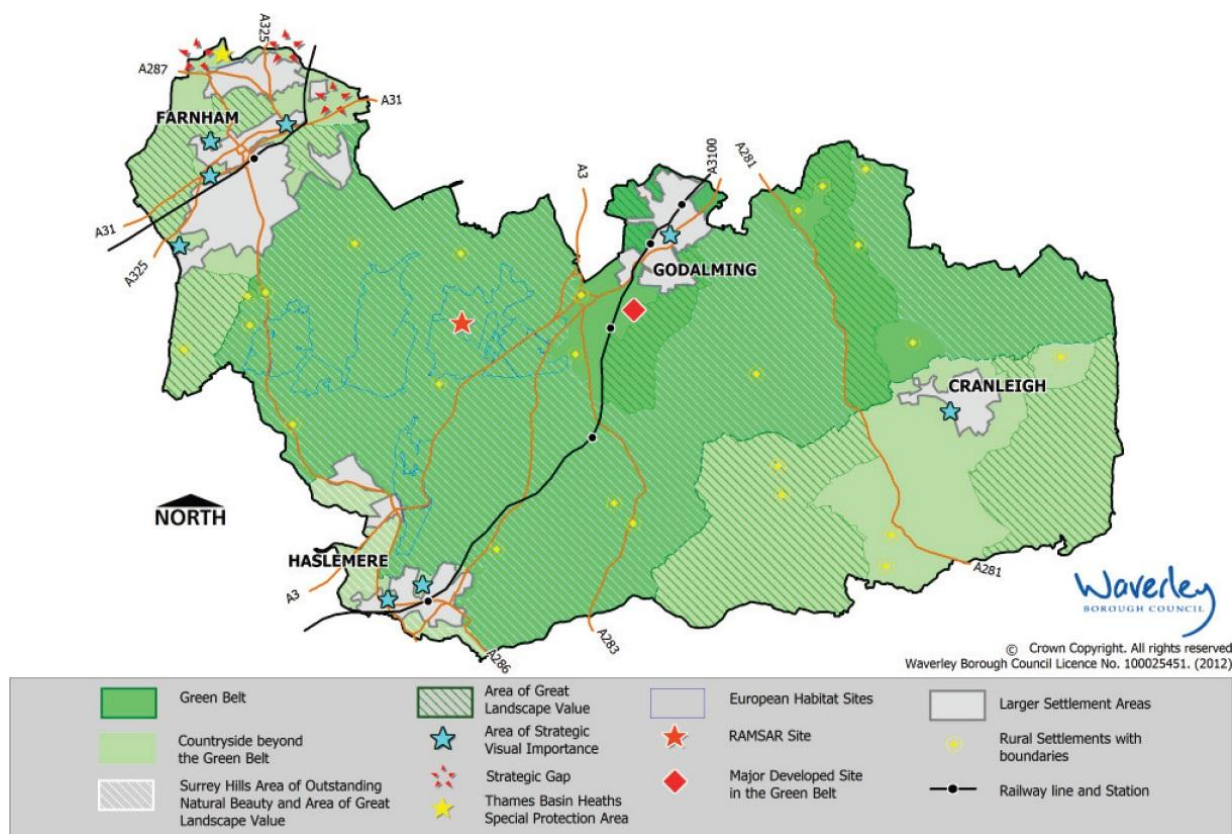 A325
A287
A31
FARNHAM
A31
A325
A3
A3100
A281
GODALMING
CRANLEIGH
NORTH
HASLEMERE
A3
A286
A283
A281
Waverley
BOROUGH COUNCIL
© Crown Copyright. All rights reserved
Waverley Borough Council Licence No. 100025451. (2012)
Green Belt
Countryside beyond
the Green Belt
Surrey Hills Area of Outstanding
Natural Beauty and Area of Great
Landscape Value
Area of Great
Landscape Value
Area of Strategic
Visual Importance
Strategic Gap
Thames Basin Heaths
Special Protection Area
European Habitat Sites
RAMSAR Site
Major Developed Site
in the Green Belt
Larger Settlement Areas
Rural Settlements with
boundaries
Railway line and Station